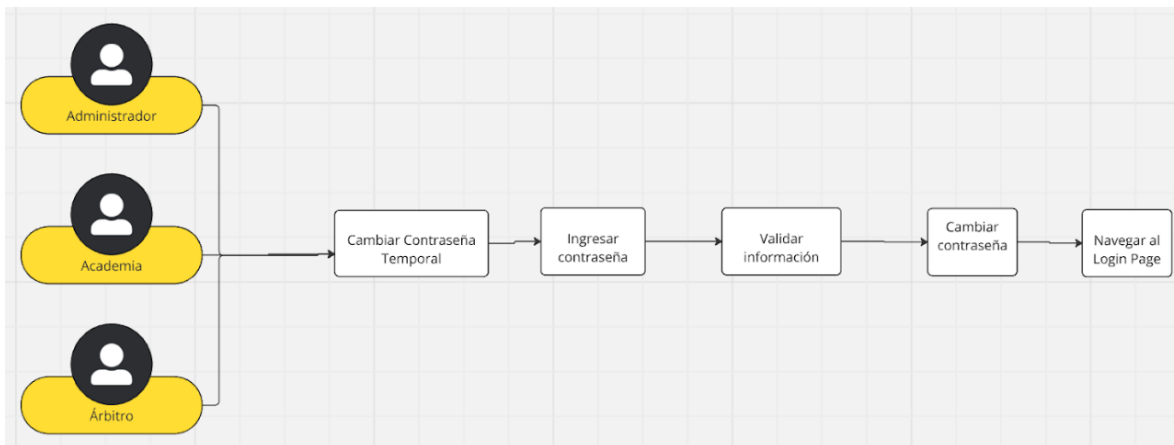 Administrador
Academia
Árbitro
Cambiar Contraseña
Temporal
Ingresar
contraseña
Validar
información
Cambiar
contraseña
Navegar al
Login Page